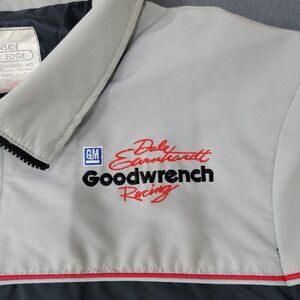 INSIDE
EDGE
GM
Dale
Earnhardt
Goodwrench
Racing